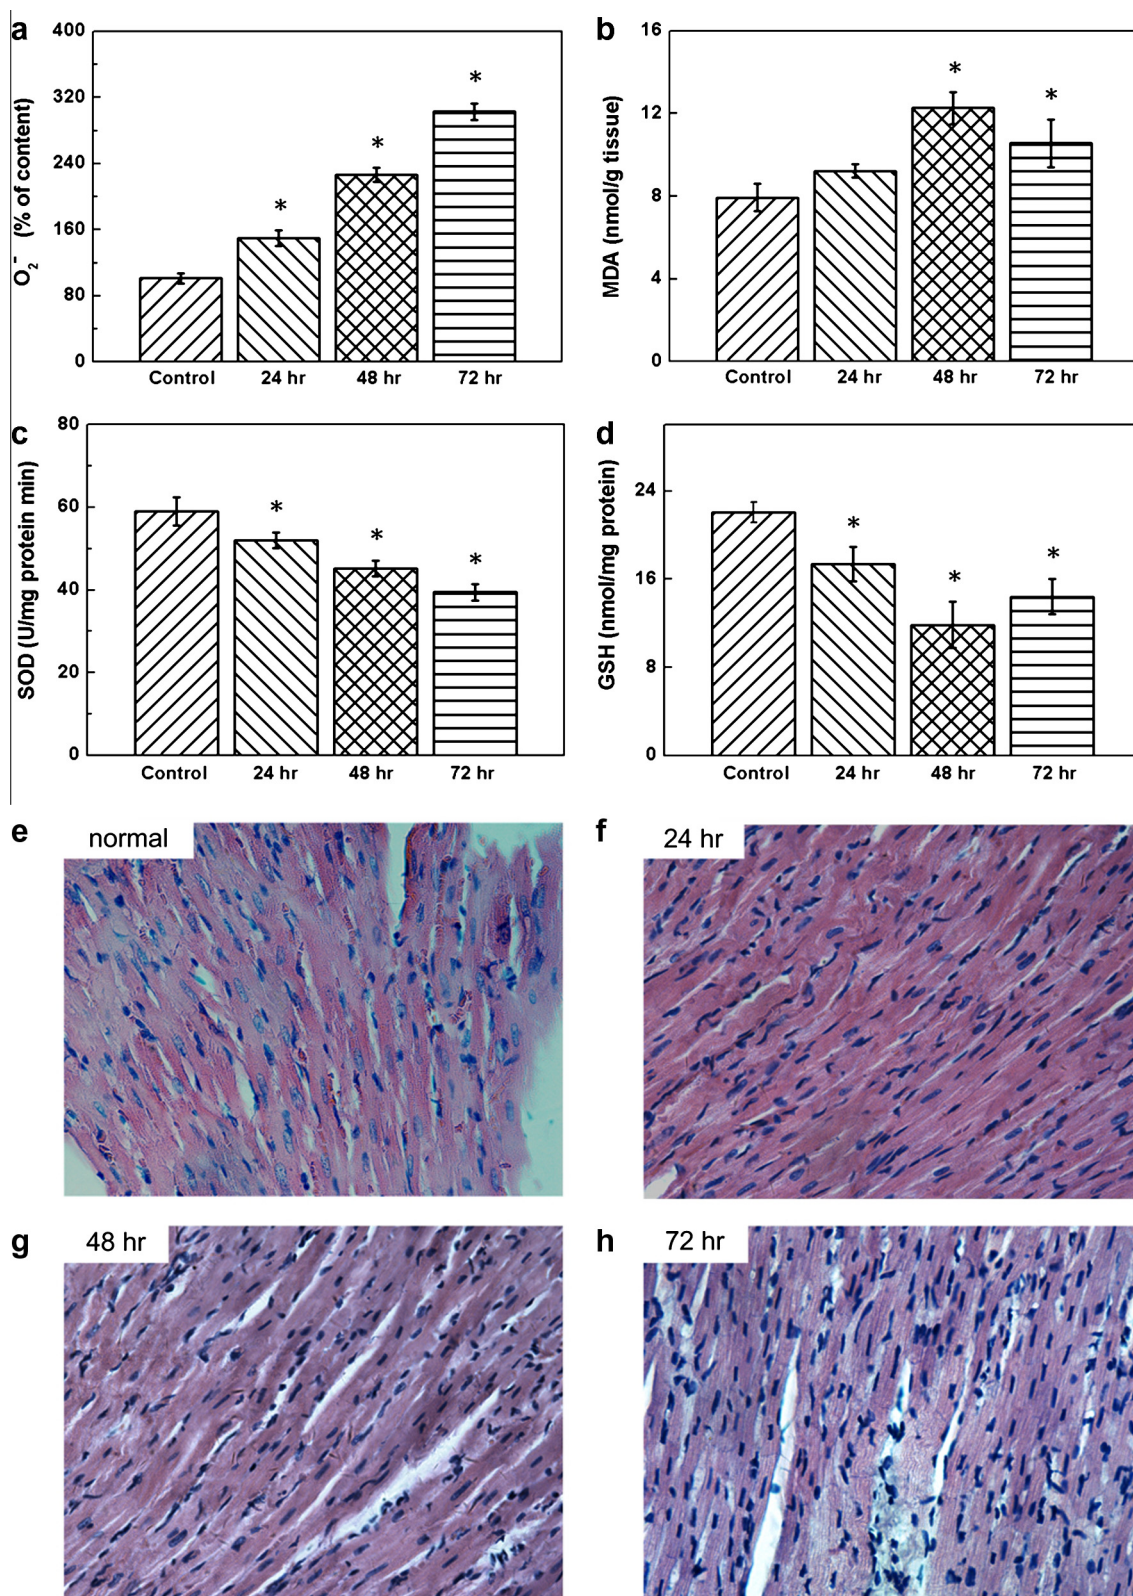 a
400
320
240
160
80
0
O₂⁻ (% of content)
* * *
Control 24 hr 48 hr 72 hr
b
16
12
8
4
0
MDA (nmol/g tissue)
* *
Control 24 hr 48 hr 72 hr
c
80
60
40
20
0
SOD (U/mg protein min)
* * *
Control 24 hr 48 hr 72 hr
d
24
16
8
0
GSH (nmol/mg protein)
* * *
Control 24 hr 48 hr 72 hr
e normal
f 24 hr
g 48 hr
h 72 hr